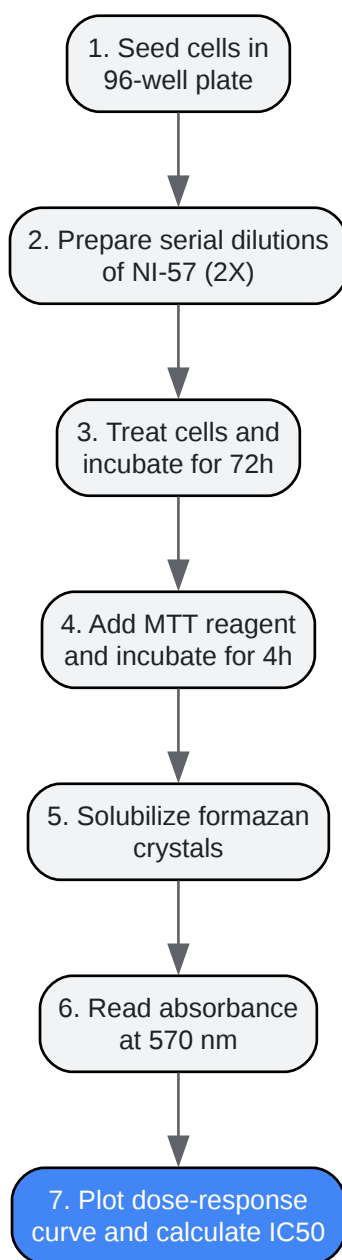 1. Seed cells in
96-well plate
2. Prepare serial dilutions
of NI-57 (2X)
3. Treat cells and
incubate for 72h
4. Add MTT reagent
and incubate for 4h
5. Solubilize formazan
crystals
6. Read absorbance
at 570 nm
7. Plot dose-response
curve and calculate IC50